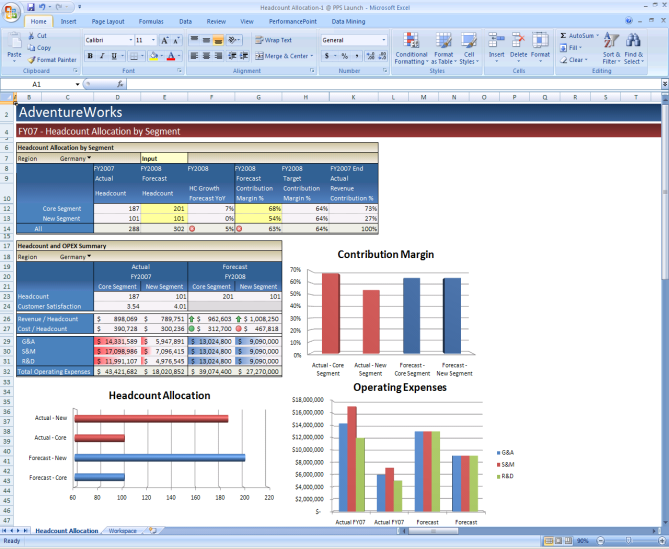 Headcount Allocation-1 @ PPS Launch - Microsoft Excel
Home Insert Page Layout Formulas Data Review View PerformancePoint Data Mining
Cut
Copy
Format Painter
Paste
Calibri 11
Wrap Text
Merge & Center
General
Conditional Formatting Format as Table Cell Styles
Insert Delete Format
AutoSum
Fill
Clear
Sort & Filter Find & Select
Clipboard Font Alignment Number Styles Cells Editing
A1
A B C D E F G H K L M N O P Q R S T
AdventureWorks
FY07 - Headcount Allocation by Segment
Headcount Allocation by Segment
Region Germany Input
FY2007 FY2008 FY2008 FY2008 FY2008 FY2007 End
Actual Forecast Forecast Target Actual
Headcount Headcount HC Growth Forecast YoY Contribution Margin % Contribution Margin % Revenue Contribution %
Core Segment 187 201 7% 68% 64% 73%
New Segment 101 101 0% 54% 64% 27%
All 288 302 5% 63% 64% 100%
Headcount and OPEX Summary
Region Germany
Actual Forecast
FY2007 FY2008
Core Segment New Segment Core Segment New Segment
Headcount 187 101 201 101
Customer Satisfaction 3.54 4.01
Revenue / Headcount $ 898,069 $ 789,751 $ 962,603 $ 1,008,250
Cost / Headcount $ 390,728 $ 300,236 $ 312,700 $ 467,818
G&A $ 14,331,589 $ 5,947,891 $ 13,024,800 $ 9,090,000
S&M $ 17,098,986 $ 7,096,415 $ 13,024,800 $ 9,090,000
R&D $ 11,991,107 $ 4,976,545 $ 13,024,800 $ 9,090,000
Total Operating Expenses $ 43,421,682 $ 18,020,852 $ 39,074,400 $ 27,270,000
Contribution Margin
70%
60%
50%
40%
30%
20%
10%
0%
Actual - Core Segment
Actual - New Segment
Forecast - Core Segment
Forecast - New Segment
Headcount Allocation
Actual - New
Actual - Core
Forecast - New
Forecast - Core
60 80 100 120 140 160 180 200 220
Operating Expenses
$18,000,000
$16,000,000
$14,000,000
$12,000,000
$10,000,000
$8,000,000
$6,000,000
$4,000,000
$2,000,000
$-
Actual FY07 Actual FY07 Forecast Forecast
G&A
S&M
R&D
Headcount Allocation Workspace
Ready
90%